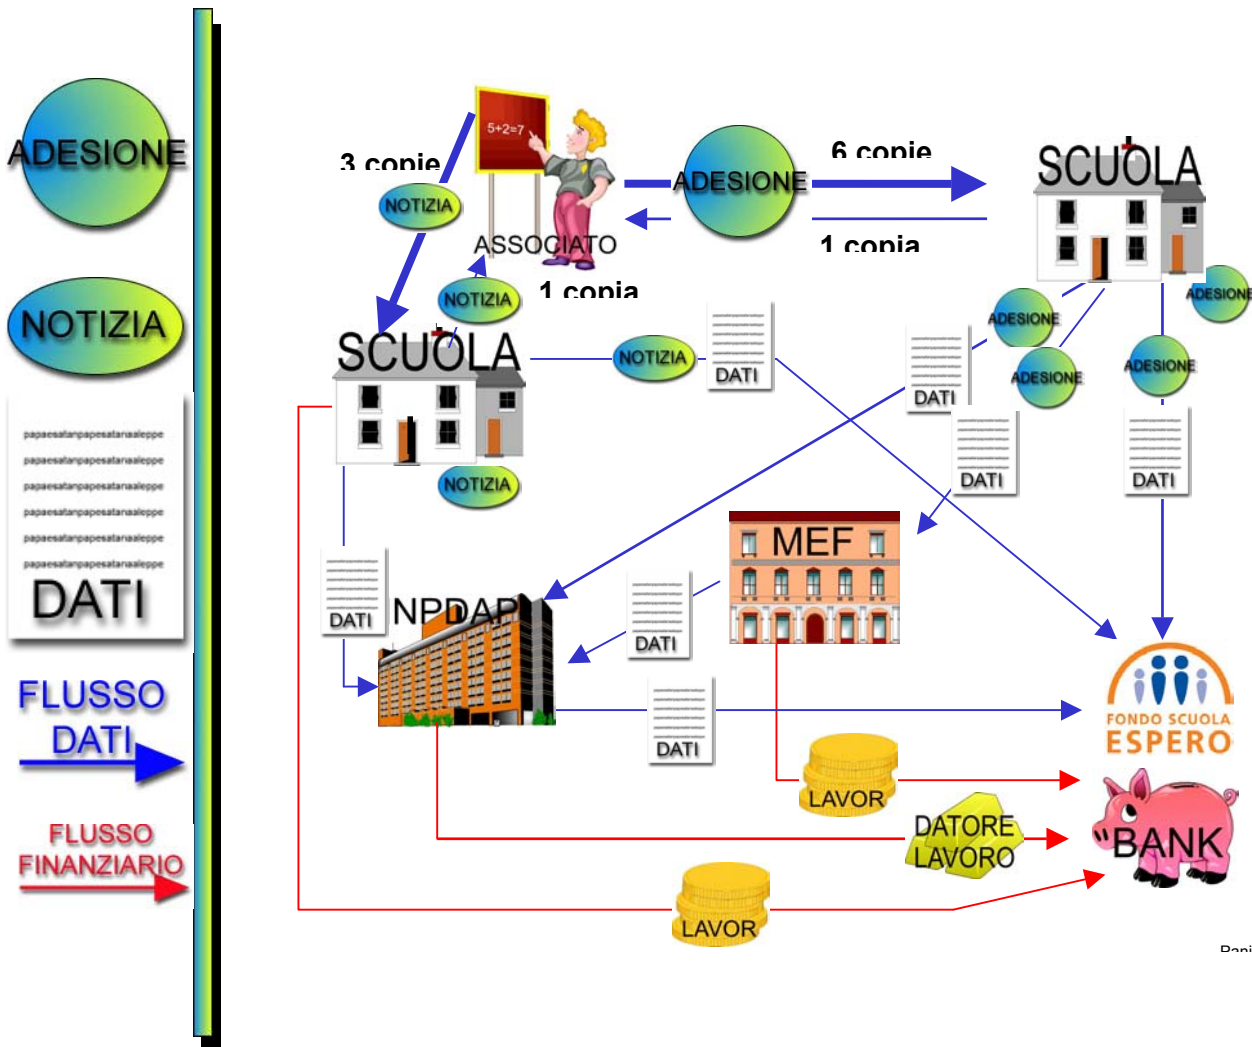 ADESIONE
NOTIZIA
papaesatanpapesatanaaleppe
papaesatanpapesatanaaleppe
papaesatanpapesatanaaleppe
papaesatanpapesatanaaleppe
papaesatanpapesatanaaleppe
papaesatanpapesatanaaleppe
DATI
FLUSSO
DATI
FLUSSO
FINANZIARIO
5+2=7
3 copie
NOTIZIA
ASSOCIATO
ADESIONE
6 copie
1 copia
SCUOLA
NOTIZIA
1 copia
SCUOLA
NOTIZIA
DATI
NOTIZIA
ADESIONE
ADESIONE
ADESIONE
ADESIONE
DATI
DATI
DATI
MEF
DATI
NPDAP
DATI
DATI
FONDO SCUOLA
ESPERO
LAVOR
DATORE
LAVORO
BANK
LAVOR